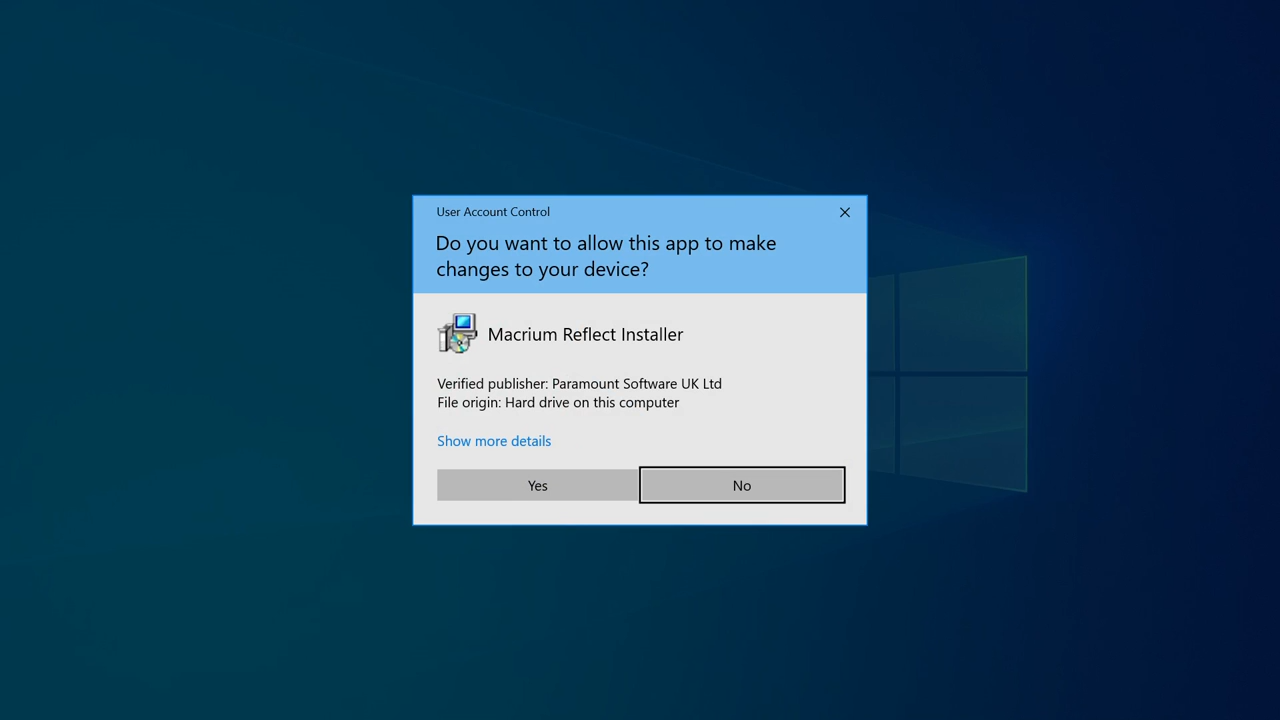 User Account Control
Do you want to allow this app to make
changes to your device?
Macrium Reflect Installer
Verified publisher: Paramount Software UK Ltd
File origin: Hard drive on this computer
Show more details
Yes
No